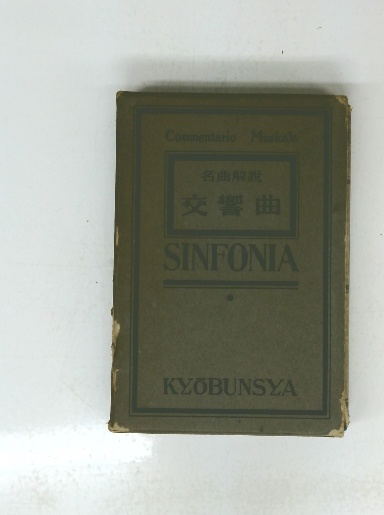 Commentario Musicale
名曲解説
交響曲
SINFONIA
KYōBUNSYA